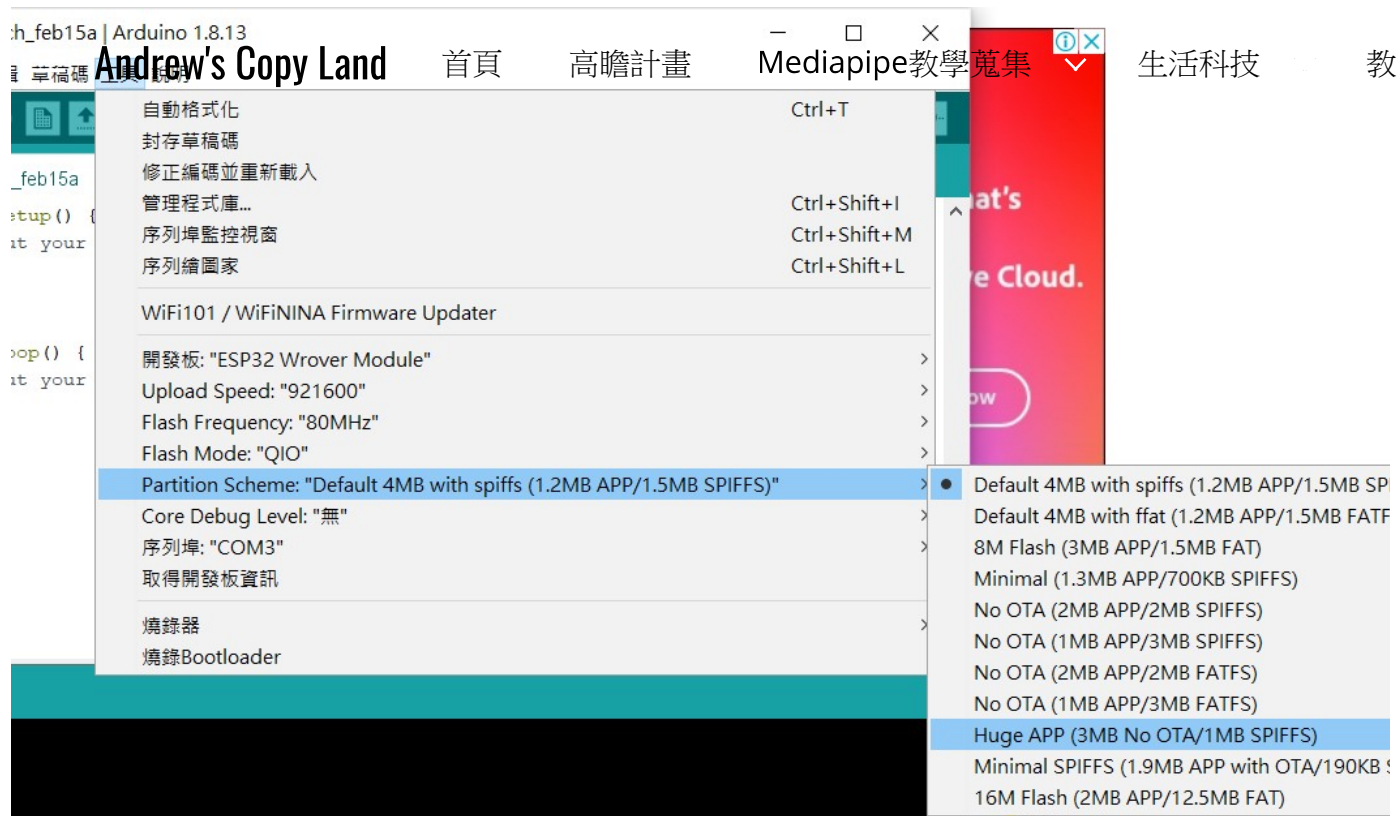 :h_feb15a | Arduino 1.8.13
Andrew's Copy Land 首頁 高瞻計畫 Mediapipe教學蒐集 生活科技 教
草稿碼 工具 說明
自動格式化 Ctrl+T
封存草稿碼
修正編碼並重新載入
_feb15a
管理程式庫... Ctrl+Shift+I
etup() {
序列埠監控視窗 Ctrl+Shift+M
ut your
序列繪圖家 Ctrl+Shift+L
at's
e Cloud.
WiFi101 / WiFiNINA Firmware Updater
oop() {
開發板: "ESP32 Wrover Module"
ut your
Upload Speed: "921600"
ow
Flash Frequency: "80MHz"
Flash Mode: "QIO"
Partition Scheme: "Default 4MB with spiffs (1.2MB APP/1.5MB SPIFFS)"
Core Debug Level: "無"
序列埠: "COM3"
取得開發板資訊
燒錄器
燒錄Bootloader
Default 4MB with spiffs (1.2MB APP/1.5MB SPI
Default 4MB with ffat (1.2MB APP/1.5MB FATF
8M Flash (3MB APP/1.5MB FAT)
Minimal (1.3MB APP/700KB SPIFFS)
No OTA (2MB APP/2MB SPIFFS)
No OTA (1MB APP/3MB SPIFFS)
No OTA (2MB APP/2MB FATFS)
No OTA (1MB APP/3MB FATFS)
Huge APP (3MB No OTA/1MB SPIFFS)
Minimal SPIFFS (1.9MB APP with OTA/190KB
16M Flash (2MB APP/12.5MB FAT)